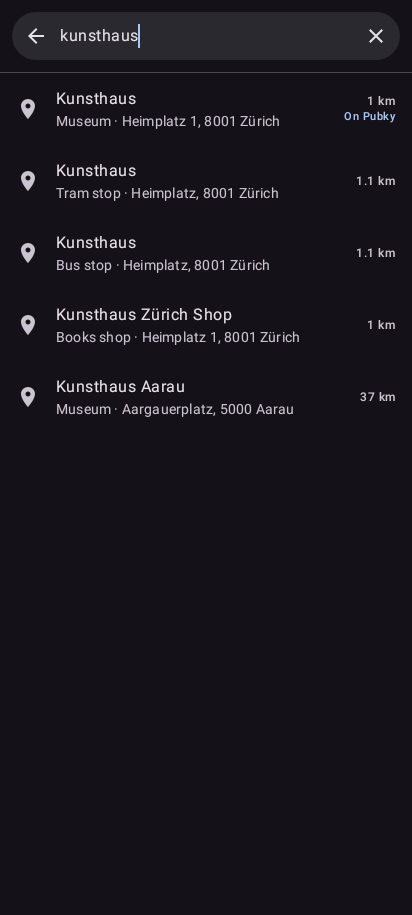 kunsthaus
Kunsthaus
1 km
Museum · Heimplatz 1, 8001 Zürich
On Pubky
Kunsthaus
Tram stop · Heimplatz, 8001 Zürich
1.1 km
Kunsthaus
Bus stop · Heimplatz, 8001 Zürich
1.1 km
Kunsthaus Zürich Shop
Books shop · Heimplatz 1, 8001 Zürich
1 km
Kunsthaus Aarau
Museum · Aargauerplatz, 5000 Aarau
37 km